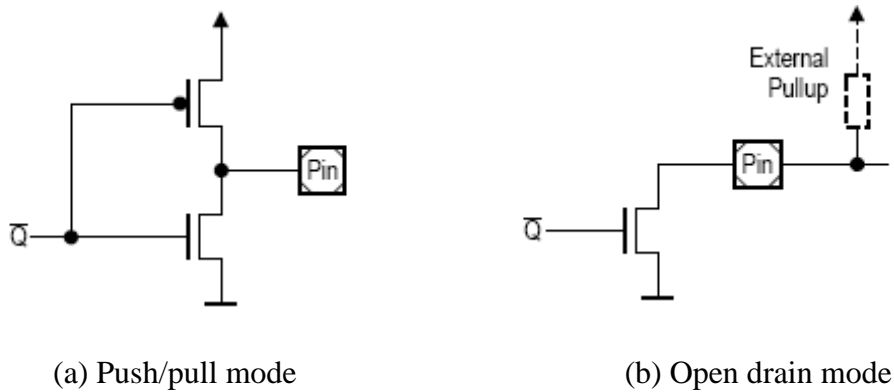 External
Pullup
Pin
Pin
Q̅
Q̅
(a) Push/pull mode
(b) Open drain mode